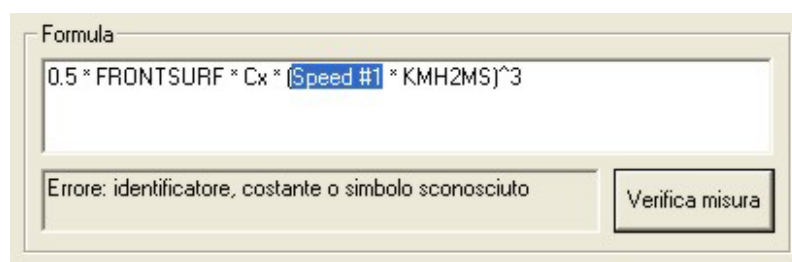 Formula
0.5 * FRONTSURF * Cx * (Speed #1 * KMH2MS)^3
Errore: identificatore, costante o simbolo sconosciuto
Verifica misura